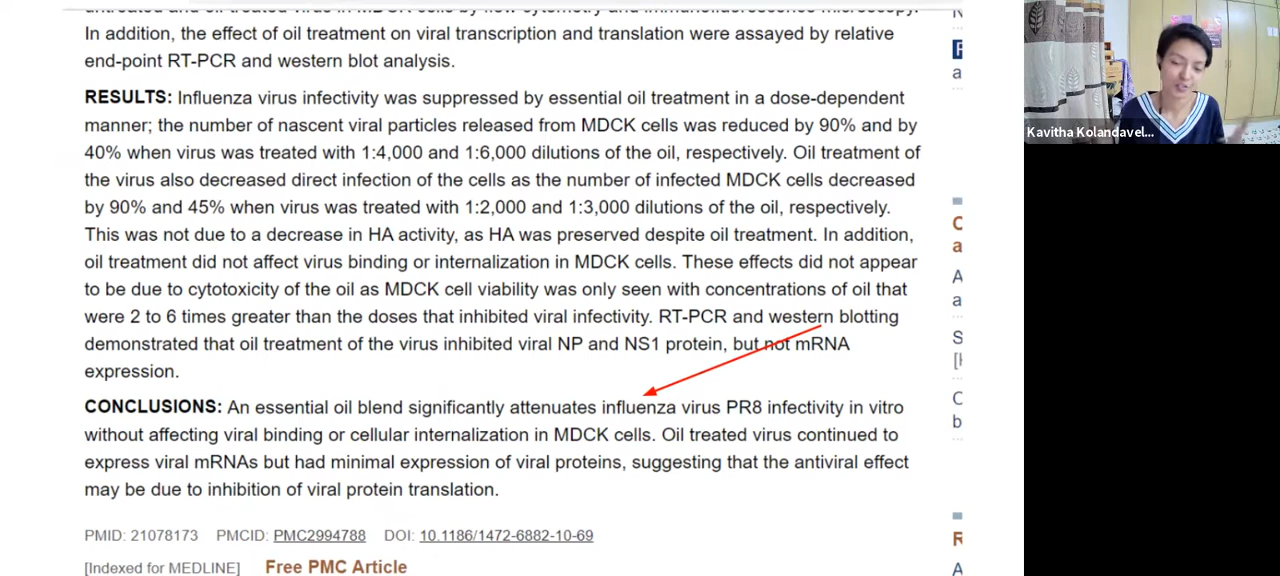 untreated and oil-treated virus in MDCK cells by flow cytometry and immunofluorescence microscopy.
In addition, the effect of oil treatment on viral transcription and translation were assayed by relative
end-point RT-PCR and western blot analysis.
RESULTS: Influenza virus infectivity was suppressed by essential oil treatment in a dose-dependent
manner; the number of nascent viral particles released from MDCK cells was reduced by 90% and by
40% when virus was treated with 1:4,000 and 1:6,000 dilutions of the oil, respectively. Oil treatment of
the virus also decreased direct infection of the cells as the number of infected MDCK cells decreased
by 90% and 45% when virus was treated with 1:2,000 and 1:3,000 dilutions of the oil, respectively.
This was not due to a decrease in HA activity, as HA was preserved despite oil treatment. In addition,
oil treatment did not affect virus binding or internalization in MDCK cells. These effects did not appear
to be due to cytotoxicity of the oil as MDCK cell viability was only seen with concentrations of oil that
were 2 to 6 times greater than the doses that inhibited viral infectivity. RT-PCR and western blotting
demonstrated that oil treatment of the virus inhibited viral NP and NS1 protein, but not mRNA
expression.
CONCLUSIONS: An essential oil blend significantly attenuates influenza virus PR8 infectivity in vitro
without affecting viral binding or cellular internalization in MDCK cells. Oil treated virus continued to
express viral mRNAs but had minimal expression of viral proteins, suggesting that the antiviral effect
may be due to inhibition of viral protein translation.
PMID: 21078173 PMCID: PMC2994788 DOI: 10.1186/1472-6882-10-69
[Indexed for MEDLINE] Free PMC Article
Kavitha Kolandavel...